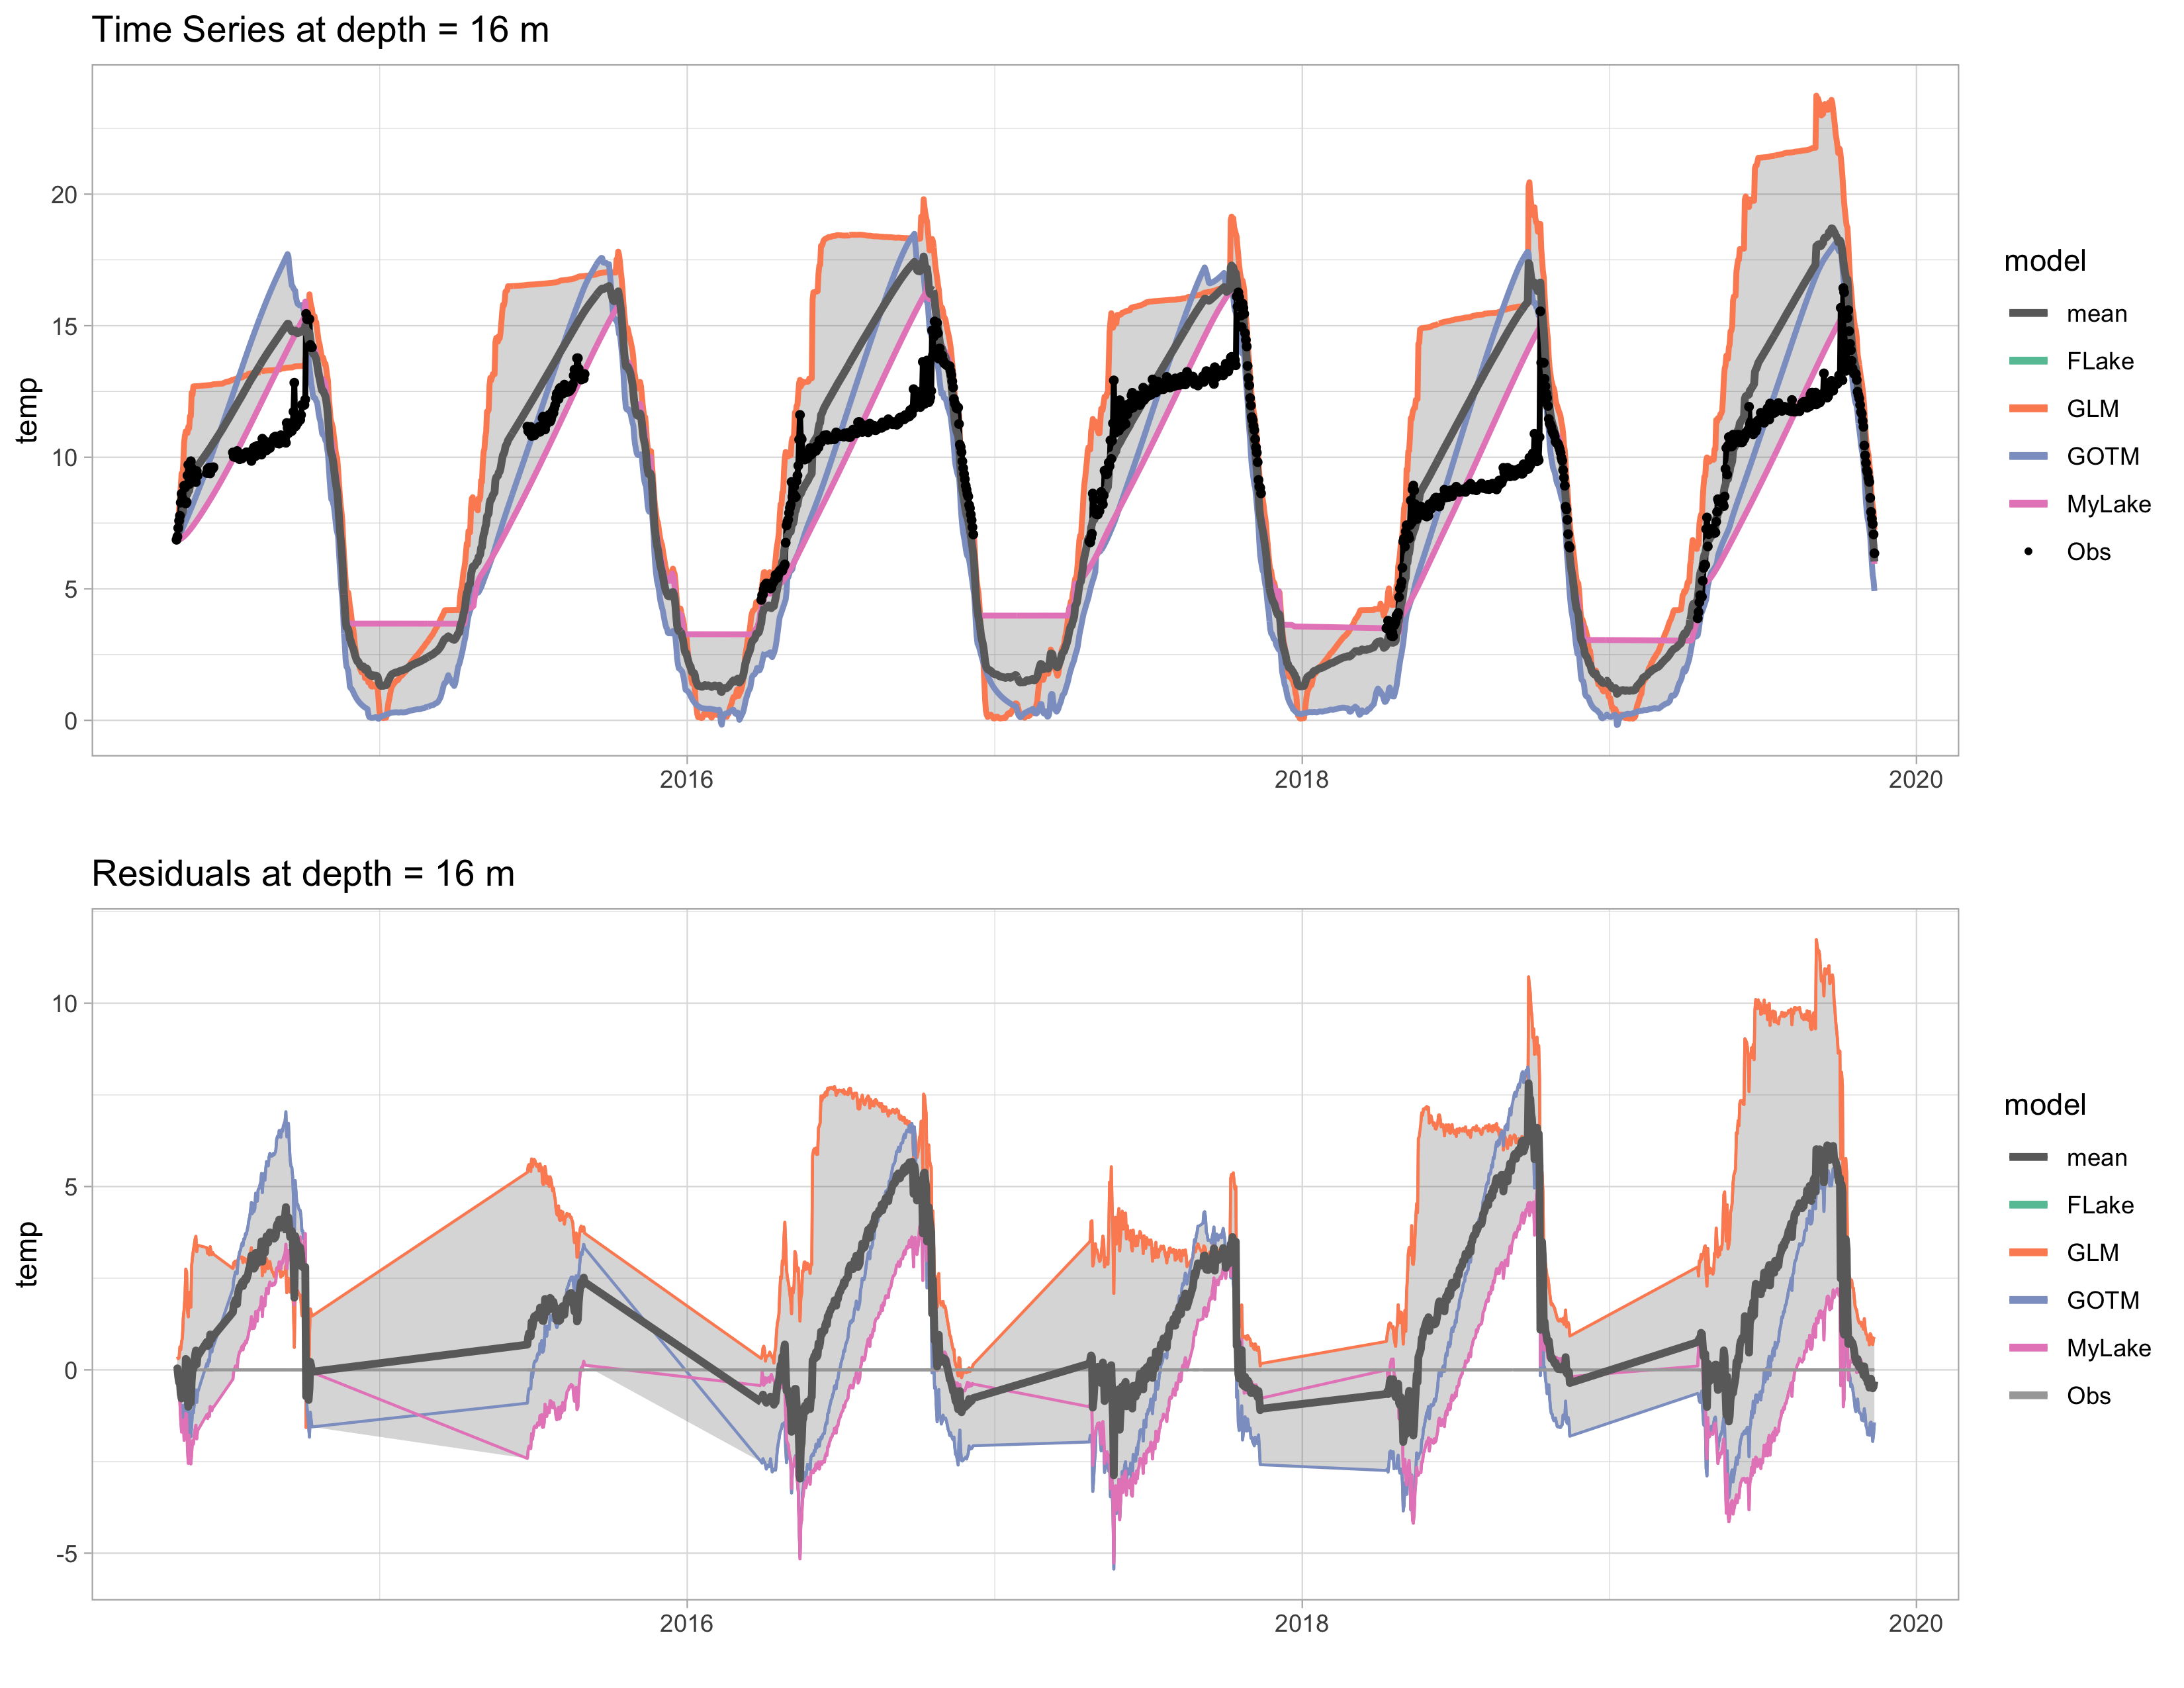 Time Series at depth = 16 m
temp
20
15
10
5
0
2016
2018
2020
model
mean
FLake
GLM
GOTM
MyLake
Obs
Residuals at depth = 16 m
temp
10
5
0
-5
2016
2018
2020
model
mean
FLake
GLM
GOTM
MyLake
Obs